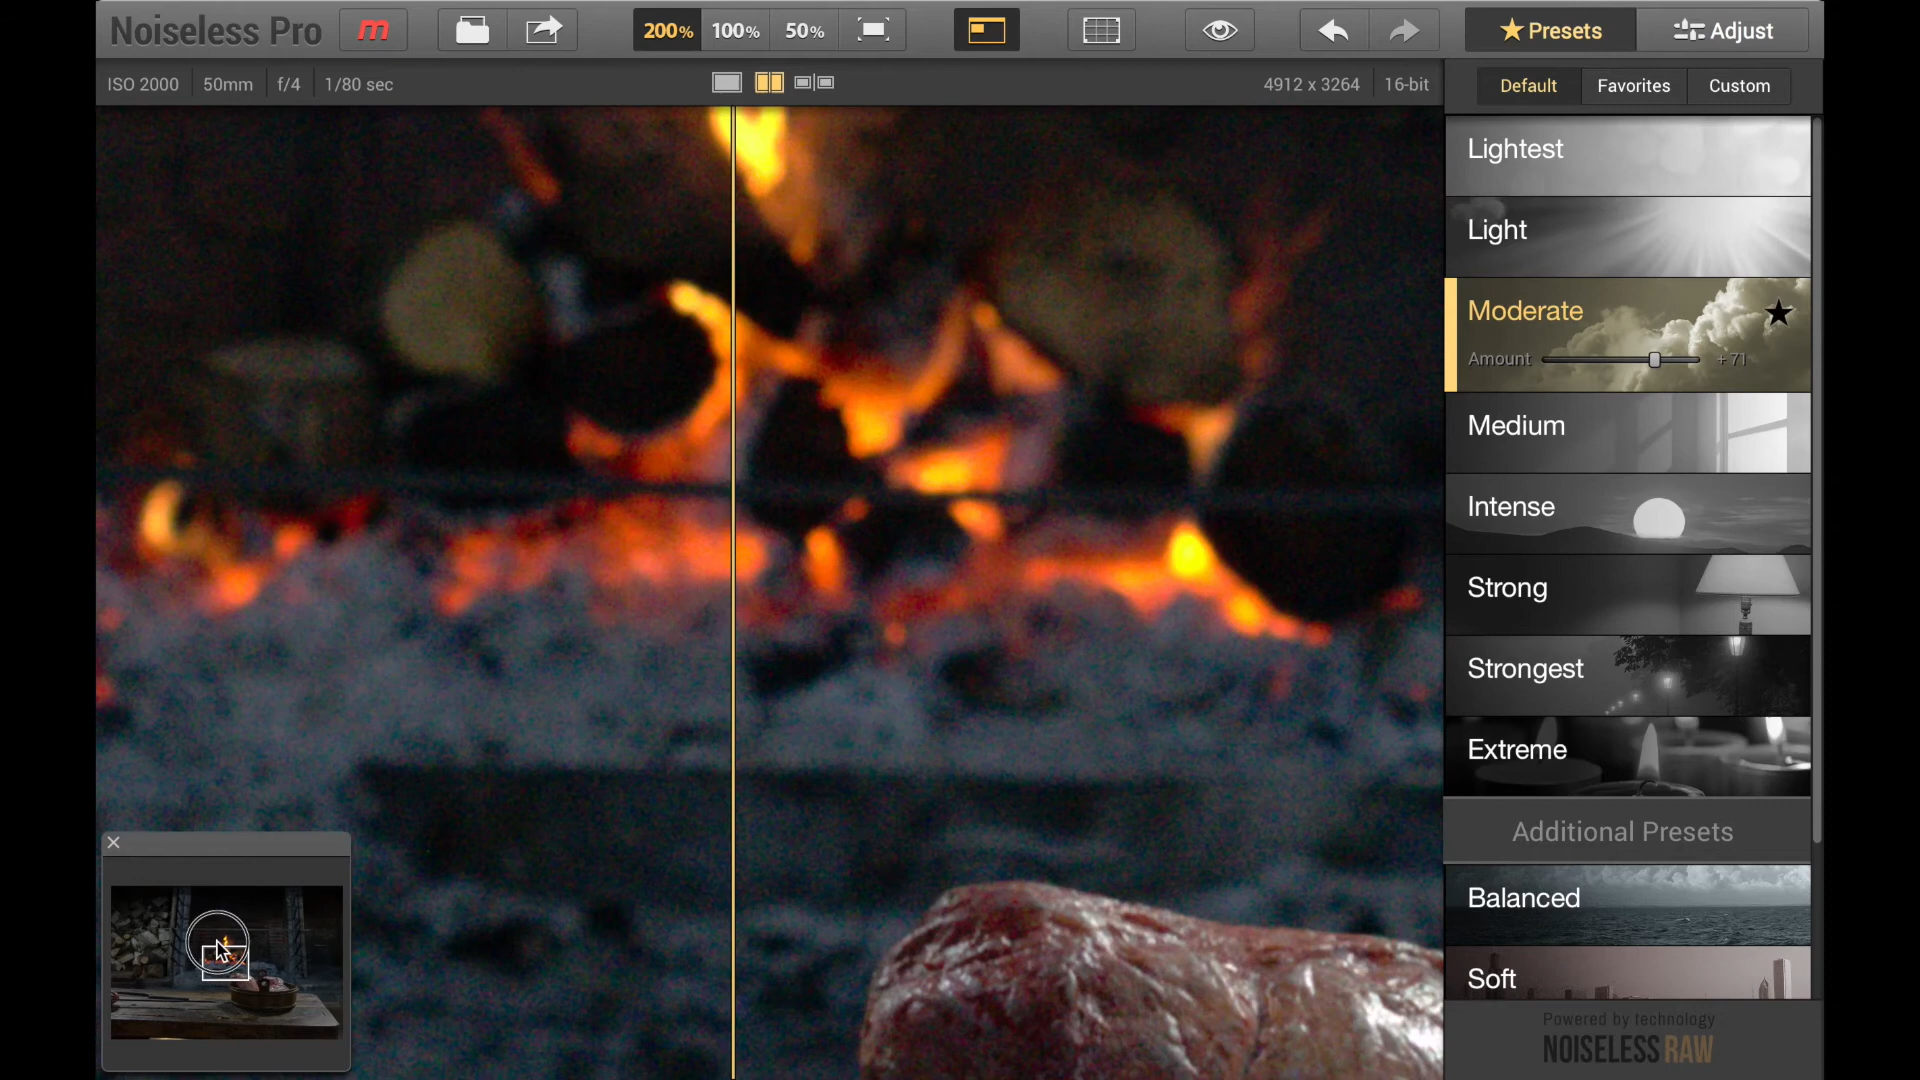 Noiseless Pro m 200% 100% 50% Presets Adjust
ISO 2000 50mm f/4 1/80 sec 4912 x 3264 16-bit
Default Favorites Custom
Lightest
Light
Moderate
Amount +71
Medium
Intense
Strong
Strongest
Extreme
Additional Presets
Balanced
Soft
Powered by technology
NOISELESS RAW